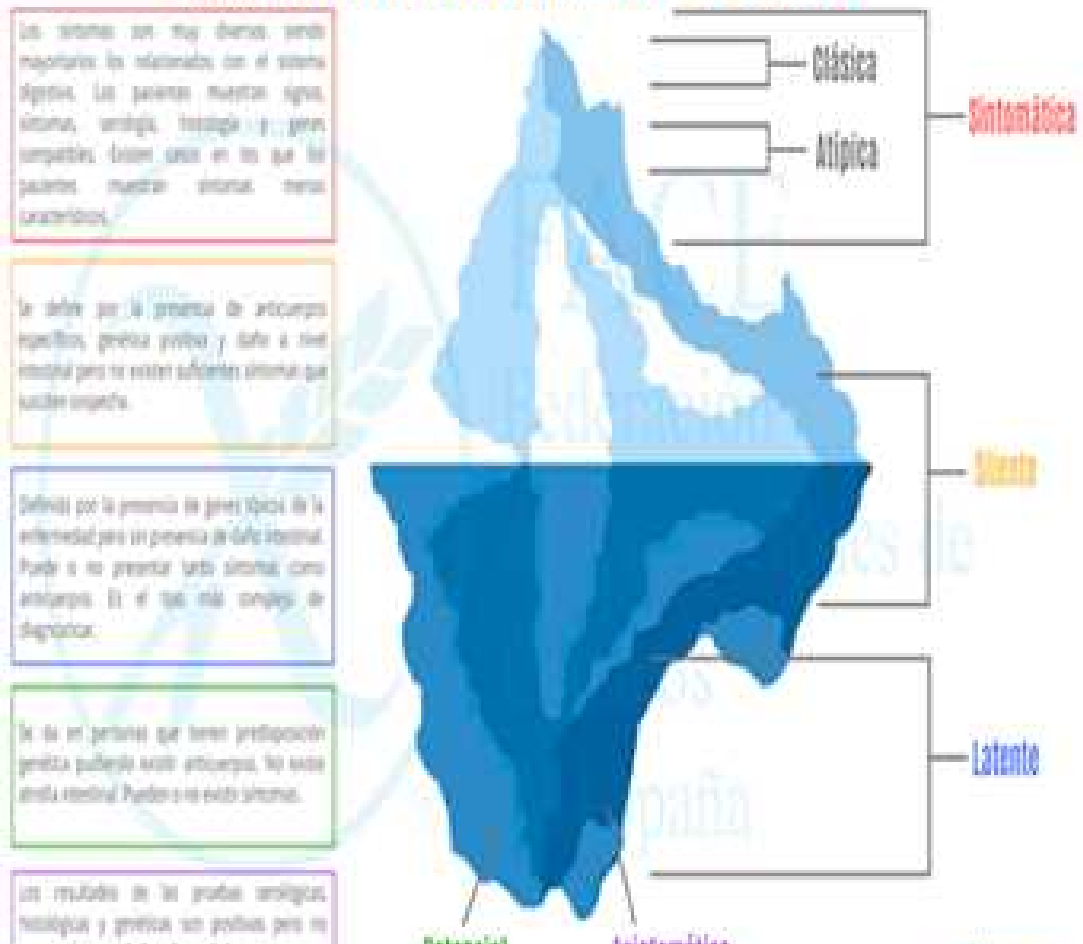 Los síntomas son muy diversos siendo
mayoritarios los relacionados con el sistema
digestivo. Los pacientes muestran signos,
síntomas, serología, histología y genes
compatibles. Existen casos en los que los
pacientes muestran síntomas menos
característicos.
Clásica
Atípica
Sintomática
Se define por la presencia de anticuerpos
específicos, genética positiva y daño a nivel
intestinal pero no existen suficientes síntomas que
susciten sospecha.
Silente
Definida por la presencia de genes típicos de la
enfermedad pero sin presencia de daño intestinal.
Puede o no presentar tanto síntomas como
anticuerpos. Es el tipo más complejo de
diagnosticar.
Latente
Se da en personas que tienen predisposición
genética pudiendo existir anticuerpos. No existe
atrofia intestinal. Pueden o no existir síntomas.
Los resultados de las pruebas serológicas,
histológicas y genéticas son positivas pero no
Potencial
Asintomática
es de
paña